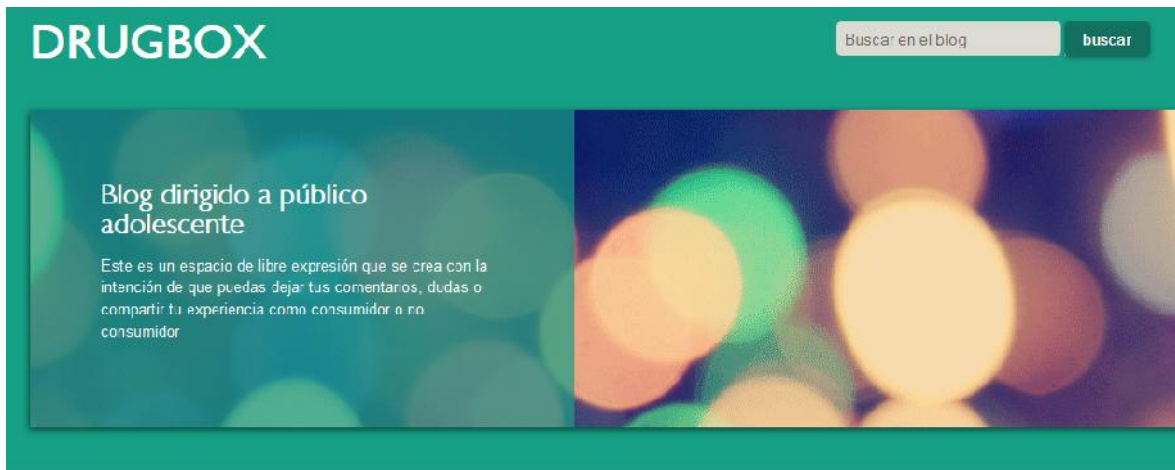 DRUGBOX
Buscar en el blog
buscar
Blog dirigido a público
adolescente
Este es un espacio de libre expresión que se crea con la
intención de que puedas dejar tus comentarios, dudas o
compartir tu experiencia como consumidor o no
consumidor